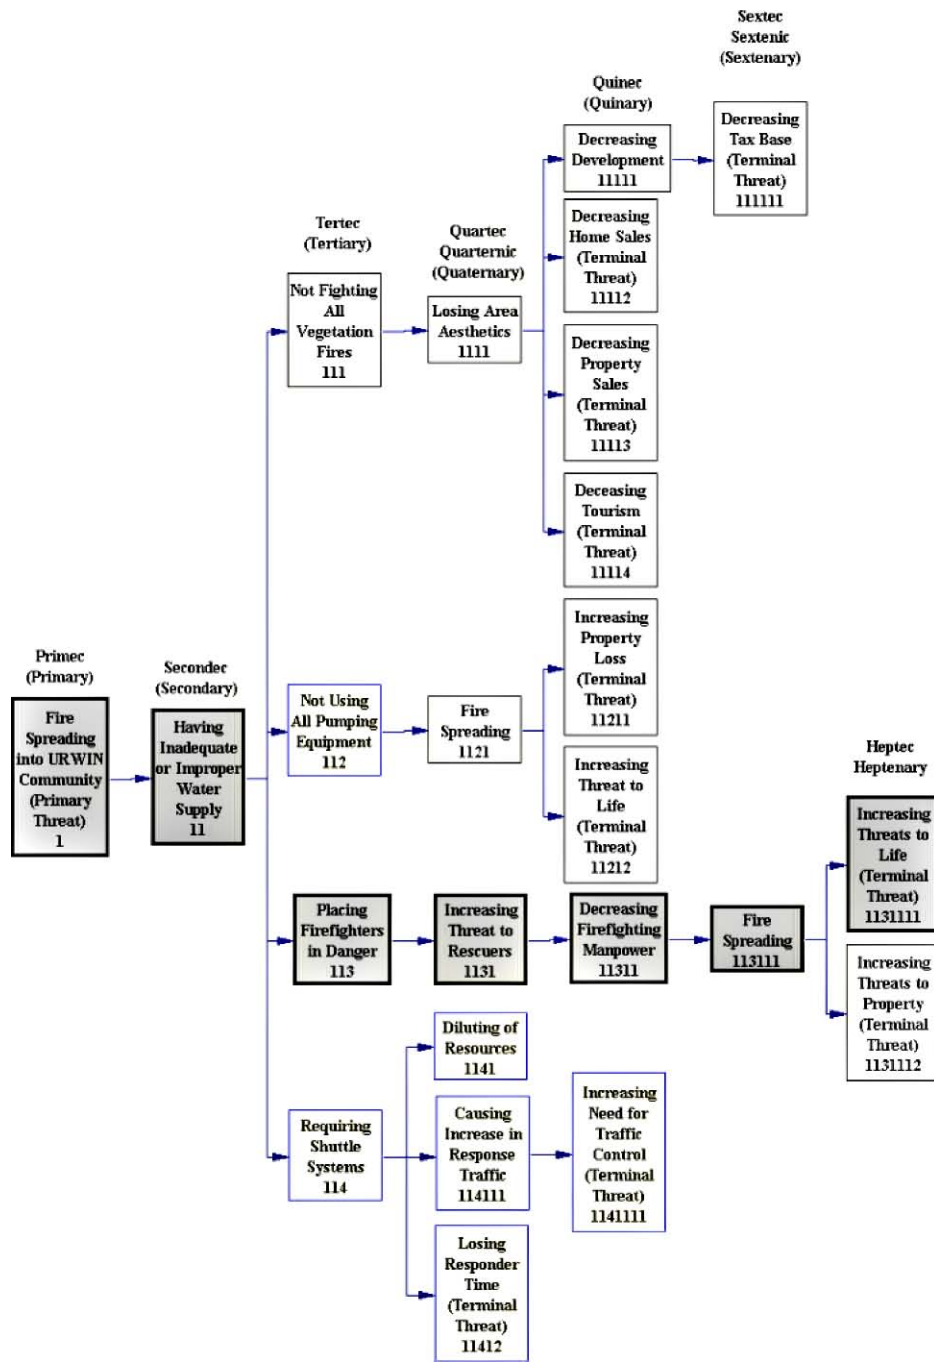 Sextec
Sextenic
(Sextenary)
Quinec
(Quinary)
Decreasing
Development
11111
Decreasing
Tax Base
(Terminal
Threat)
111111
Tertec
(Tertiary)
Quartec
Quarternic
(Quaternary)
Decreasing
Home Sales
(Terminal
Threat)
11112
Not Fighting
All
Vegetation
Fires
111
Losing Area
Aesthetics
1111
Decreasing
Property
Sales
(Terminal
Threat)
11113
Deceasing
Tourism
(Terminal
Threat)
11114
Primec
(Primary)
Secondec
(Secondary)
Increasing
Property
Loss
(Terminal
Threat)
11211
Fire
Spreading
into URWIN
Community
(Primary
Threat)
1
Having
Inadequate
or Improper
Water
Supply
11
Not Using
All Pumping
Equipment
112
Fire
Spreading
1121
Increasing
Threat to
Life
(Terminal
Threat)
11212
Heptec
Heptenary
Increasing
Threats to
Life
(Terminal
Threat)
1131111
Placing
Firefighters
in Danger
113
Increasing
Threat to
Rescuers
1131
Decreasing
Firefighting
Manpower
11311
Fire
Spreading
113111
Increasing
Threats to
Property
(Terminal
Threat)
1131112
Diluting of
Resources
1141
Requiring
Shuttle
Systems
114
Causing
Increase in
Response
Traffic
114111
Increasing
Need for
Traffic
Control
(Terminal
Threat)
1141111
Losing
Responder
Time
(Terminal
Threat)
11412